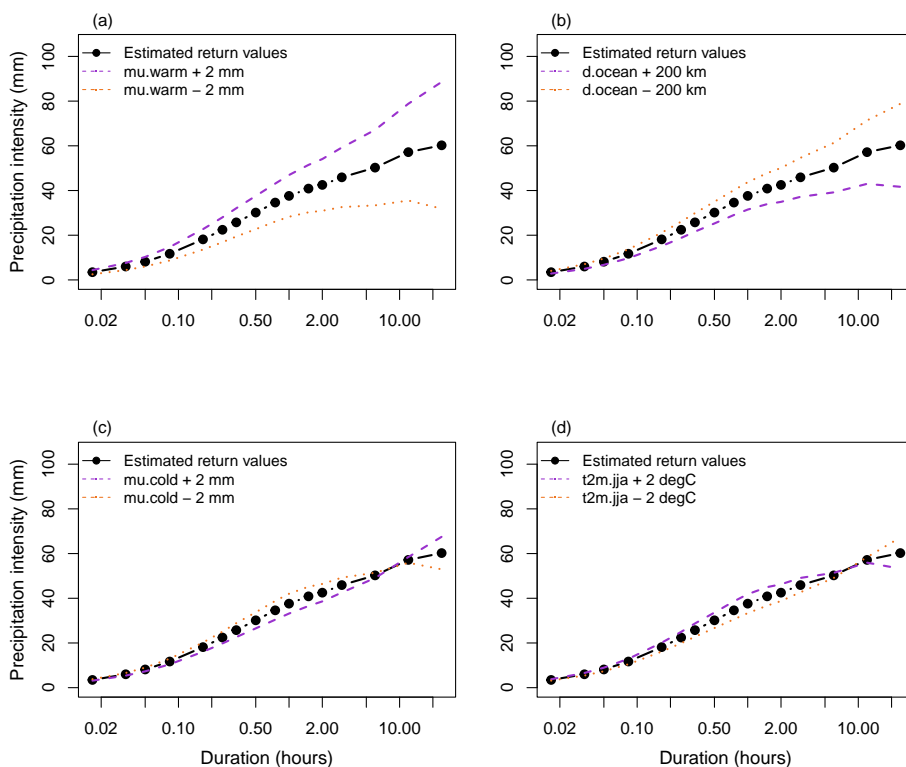 (a)
Precipitation intensity (mm)
0 20 40 60 80 100
Estimated return values
mu.warm + 2 mm
mu.warm − 2 mm
0.02 0.10 0.50 2.00 10.00
(b)
0 20 40 60 80 100
Estimated return values
d.ocean + 200 km
d.ocean − 200 km
0.02 0.10 0.50 2.00 10.00
(c)
Precipitation intensity (mm)
0 20 40 60 80 100
Estimated return values
mu.cold + 2 mm
mu.cold − 2 mm
0.02 0.10 0.50 2.00 10.00
Duration (hours)
(d)
0 20 40 60 80 100
Estimated return values
t2m.jja + 2 degC
t2m.jja − 2 degC
0.02 0.10 0.50 2.00 10.00
Duration (hours)